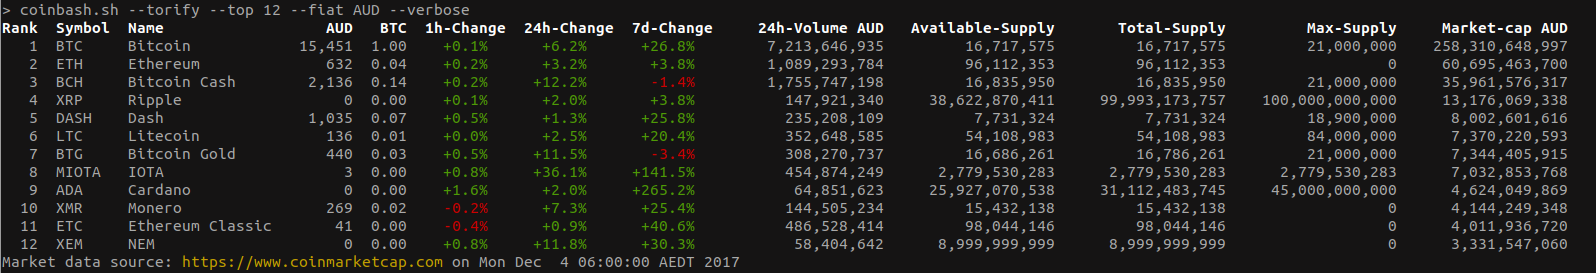 > coinbash.sh --torify --top 12 --fiat AUD --verbose
Rank Symbol Name AUD BTC 1h-Change 24h-Change 7d-Change 24h-Volume AUD Available-Supply Total-Supply Max-Supply Market-cap AUD
1 BTC Bitcoin 15,451 1.00 +0.1% +6.2% +26.8% 7,213,646,935 16,717,575 16,717,575 21,000,000 258,310,648,997
2 ETH Ethereum 632 0.04 +0.2% +3.2% +3.8% 1,089,293,784 96,112,353 96,112,353 0 60,695,463,700
3 BCH Bitcoin Cash 2,136 0.14 +0.2% +12.2% -1.4% 1,755,747,198 16,835,950 16,835,950 21,000,000 35,961,576,317
4 XRP Ripple 0 0.00 +0.1% +2.0% +3.8% 147,921,340 38,622,870,411 99,993,173,757 100,000,000,000 13,176,069,338
5 DASH Dash 1,035 0.07 +0.5% +1.3% +25.8% 235,208,109 7,731,324 7,731,324 18,900,000 8,002,601,616
6 LTC Litecoin 136 0.01 +0.0% +2.5% +20.4% 352,648,585 54,108,983 54,108,983 84,000,000 7,370,220,593
7 BTG Bitcoin Gold 440 0.03 +0.5% +11.5% -3.4% 308,270,737 16,686,261 16,786,261 21,000,000 7,344,405,915
8 MIOTA IOTA 3 0.00 +0.8% +36.1% +141.5% 454,874,249 2,779,530,283 2,779,530,283 2,779,530,283 7,032,853,768
9 ADA Cardano 0 0.00 +1.6% +2.0% +265.2% 64,851,623 25,927,070,538 31,112,483,745 45,000,000,000 4,624,049,869
10 XMR Monero 269 0.02 -0.2% +7.3% +25.4% 144,505,234 15,432,138 15,432,138 0 4,144,249,348
11 ETC Ethereum Classic 41 0.00 -0.4% +0.9% +40.6% 486,528,414 98,044,146 98,044,146 0 4,011,936,720
12 XEM NEM 0 0.00 +0.8% +11.8% +30.3% 58,404,642 8,999,999,999 8,999,999,999 0 3,331,547,060
Market data source: https://www.coinmarketcap.com on Mon Dec  4 06:00:00 AEDT 2017